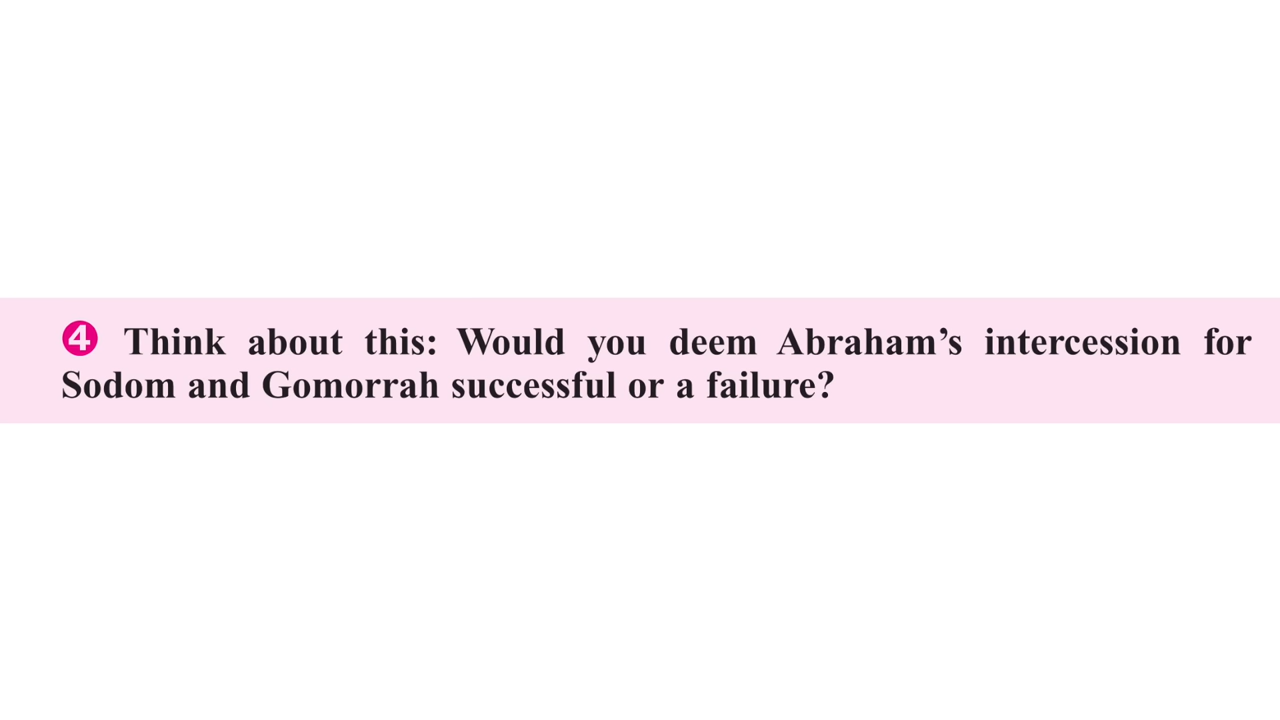 ❹ Think about this: Would you deem Abraham’s intercession for
Sodom and Gomorrah successful or a failure?